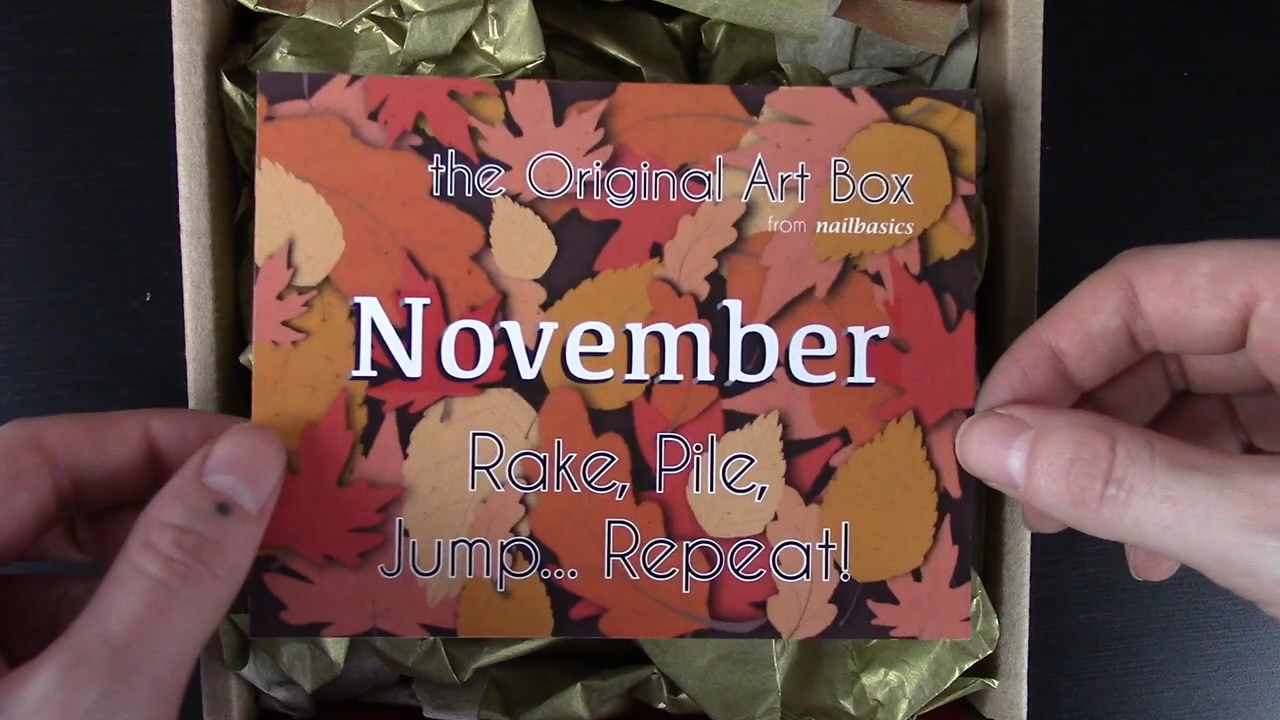 the Original Art Box
from nailbasics
November
Rake, Pile,
Jump... Repeat!